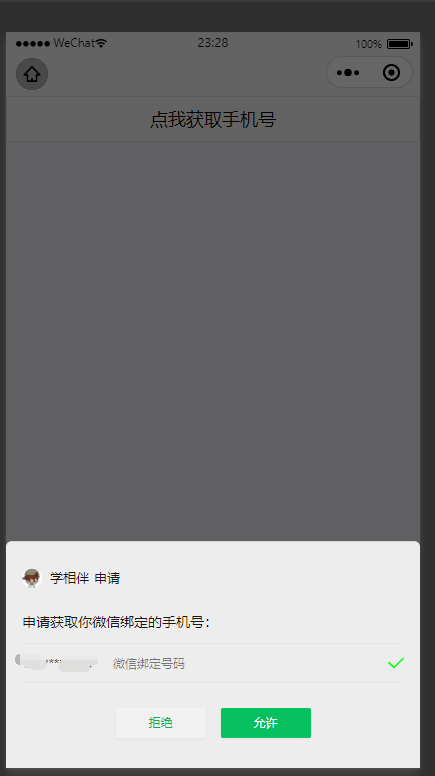 ●●●●● WeChat 23:28 100%
点我获取手机号
学相伴 申请
申请获取你微信绑定的手机号：
微信绑定号码
拒绝 允许